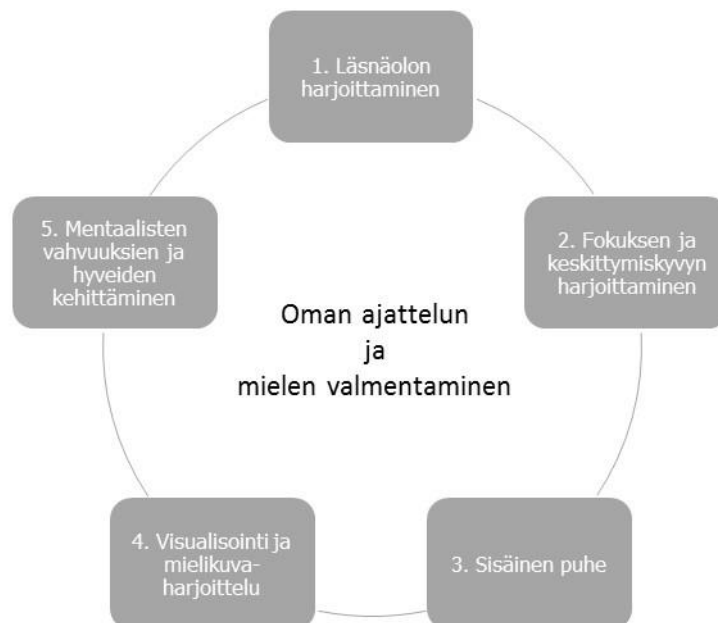 1. Läsnäolon
harjoittaminen
2. Fokuksen ja
keskittymiskyvyn
harjoittaminen
3. Sisäinen puhe
4. Visualisointi ja
mielikuva-
harjoittelu
5. Mentaalisten
vahvuuksien ja
hyveiden
kehittäminen
Oman ajattelun
ja
mielen valmentaminen